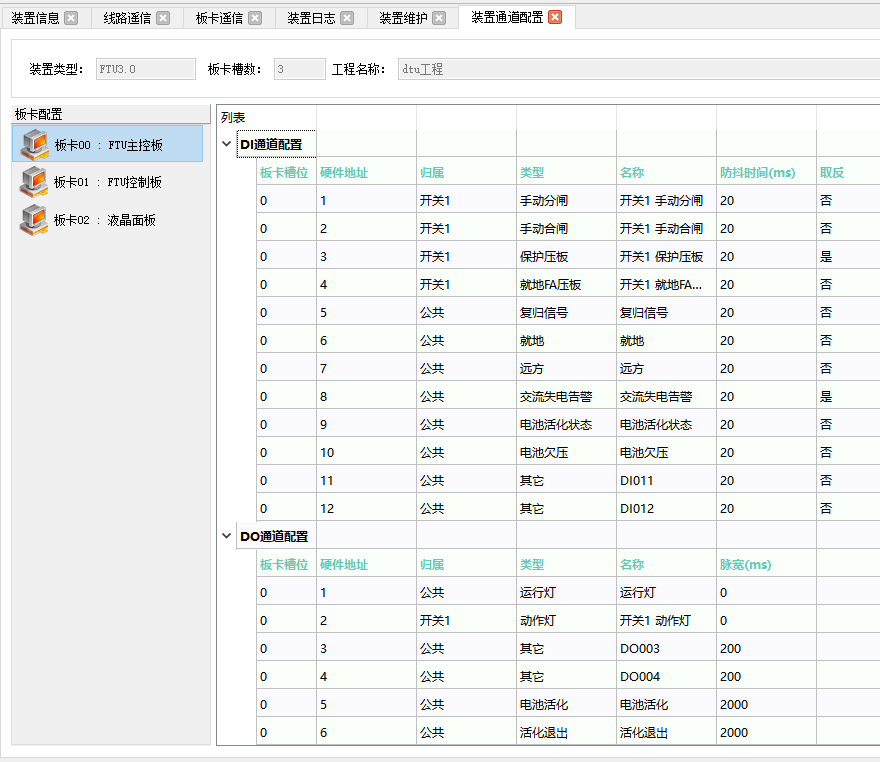 装置信息 线路遥信 板卡遥信 装置日志 装置维护 装置通道配置
装置类型： FTU3.0 板卡槽数： 3 工程名称： dtu工程
板卡配置
板卡00 : FTU主控板
板卡01 : FTU控制板
板卡02 : 液晶面板
列表
DI通道配置
板卡槽位 硬件地址 归属 类型 名称 防抖时间(ms) 取反
0 1 开关1 手动分闸 开关1 手动分闸 20 否
0 2 开关1 手动合闸 开关1 手动合闸 20 否
0 3 开关1 保护压板 开关1 保护压板 20 是
0 4 开关1 就地FA压板 开关1 就地FA... 20 否
0 5 公共 复归信号 复归信号 20 否
0 6 公共 就地 就地 20 否
0 7 公共 远方 远方 20 否
0 8 公共 交流失电告警 交流失电告警 20 是
0 9 公共 电池活化状态 电池活化状态 20 否
0 10 公共 电池欠压 电池欠压 20 否
0 11 公共 其它 DI011 20 否
0 12 公共 其它 DI012 20 否
DO通道配置
板卡槽位 硬件地址 归属 类型 名称 脉宽(ms)
0 1 公共 运行灯 运行灯 0
0 2 开关1 动作灯 开关1 动作灯 0
0 3 公共 其它 DO003 200
0 4 公共 其它 DO004 200
0 5 公共 电池活化 电池活化 2000
0 6 公共 活化退出 活化退出 2000